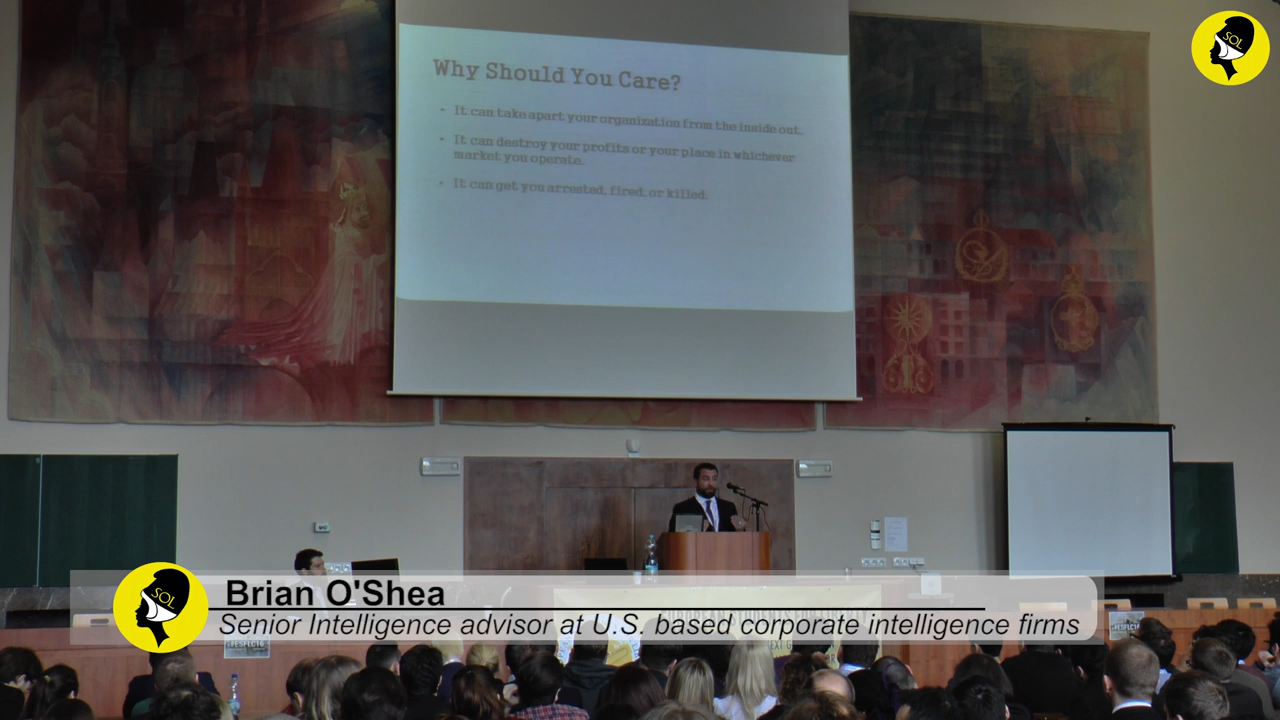 SOL
Why Should You Care?
It can take apart your organization from the inside out.
It can destroy your profits or your place in whichever
market you operate.
It can get you arrested, fired, or killed.
Brian O'Shea
SOL
Senior Intelligence advisor at U.S. based corporate intelligence firms